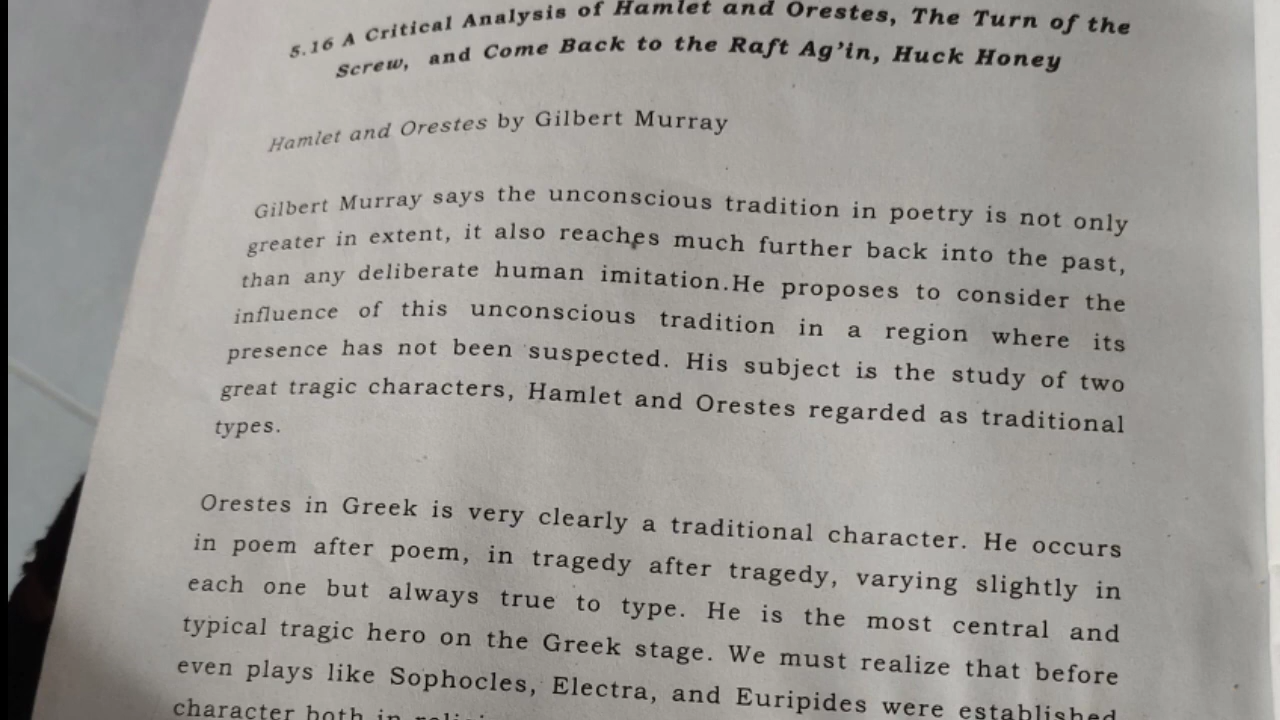 5.16 A Critical Analysis of Hamlet and Orestes, The Turn of the
Screw, and Come Back to the Raft Ag'in, Huck Honey
Hamlet and Orestes by Gilbert Murray
Gilbert Murray says the unconscious tradition in poetry is not only
greater in extent, it also reaches much further back into the past,
than any deliberate human imitation.He proposes to consider the
influence of this unconscious tradition in a region where its
presence has not been suspected. His subject is the study of two
great tragic characters, Hamlet and Orestes regarded as traditional
types.
Orestes in Greek is very clearly a traditional character. He occurs
in poem after poem, in tragedy after tragedy, varying slightly in
each one but always true to type. He is the most central and
typical tragic hero on the Greek stage. We must realize that before
even plays like Sophocles, Electra, and Euripides were established
character both in